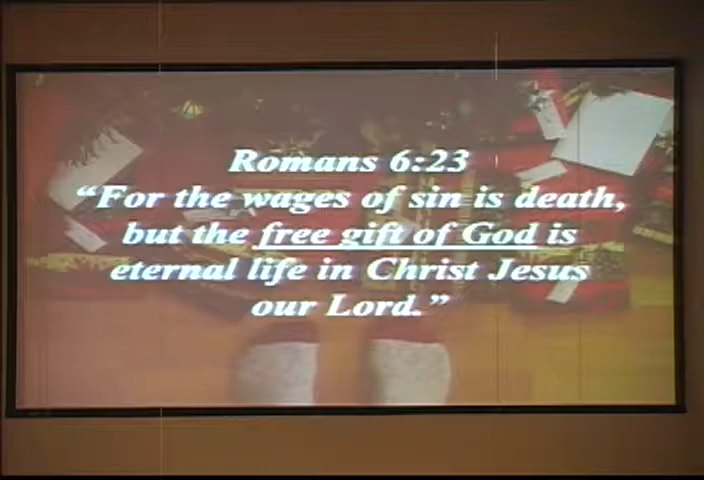 Romans 6:23
“For the wages of sin is death,
but the free gift of God is
eternal life in Christ Jesus
our Lord.”